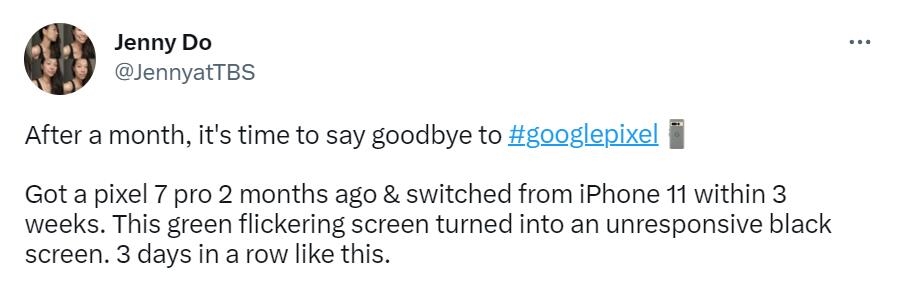 Jenny Do
@JennyatTBS
After a month, it's time to say goodbye to #googlepixel
Got a pixel 7 pro 2 months ago & switched from iPhone 11 within 3
weeks. This green flickering screen turned into an unresponsive black
screen. 3 days in a row like this.